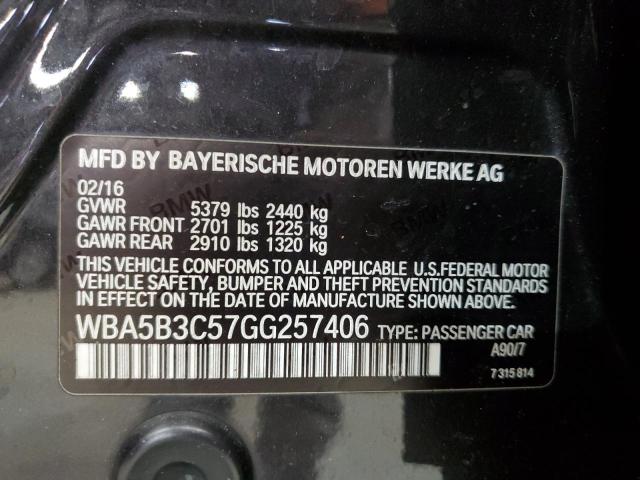 MFD BY BAYERISCHE MOTOREN WERKE AG
02/16
GVWR 5379 lbs 2440 kg
GAWR FRONT 2701 lbs 1225 kg
GAWR REAR 2910 lbs 1320 kg
THIS VEHICLE CONFORMS TO ALL APPLICABLE U.S.FEDERAL MOTOR
VEHICLE SAFETY, BUMPER AND THEFT PREVENTION STANDARDS
IN EFFECT ON THE DATE OF MANUFACTURE SHOWN ABOVE.
WBA5B3C57GG257406 TYPE: PASSENGER CAR
A90/7
7 315 814
BMW
BMW